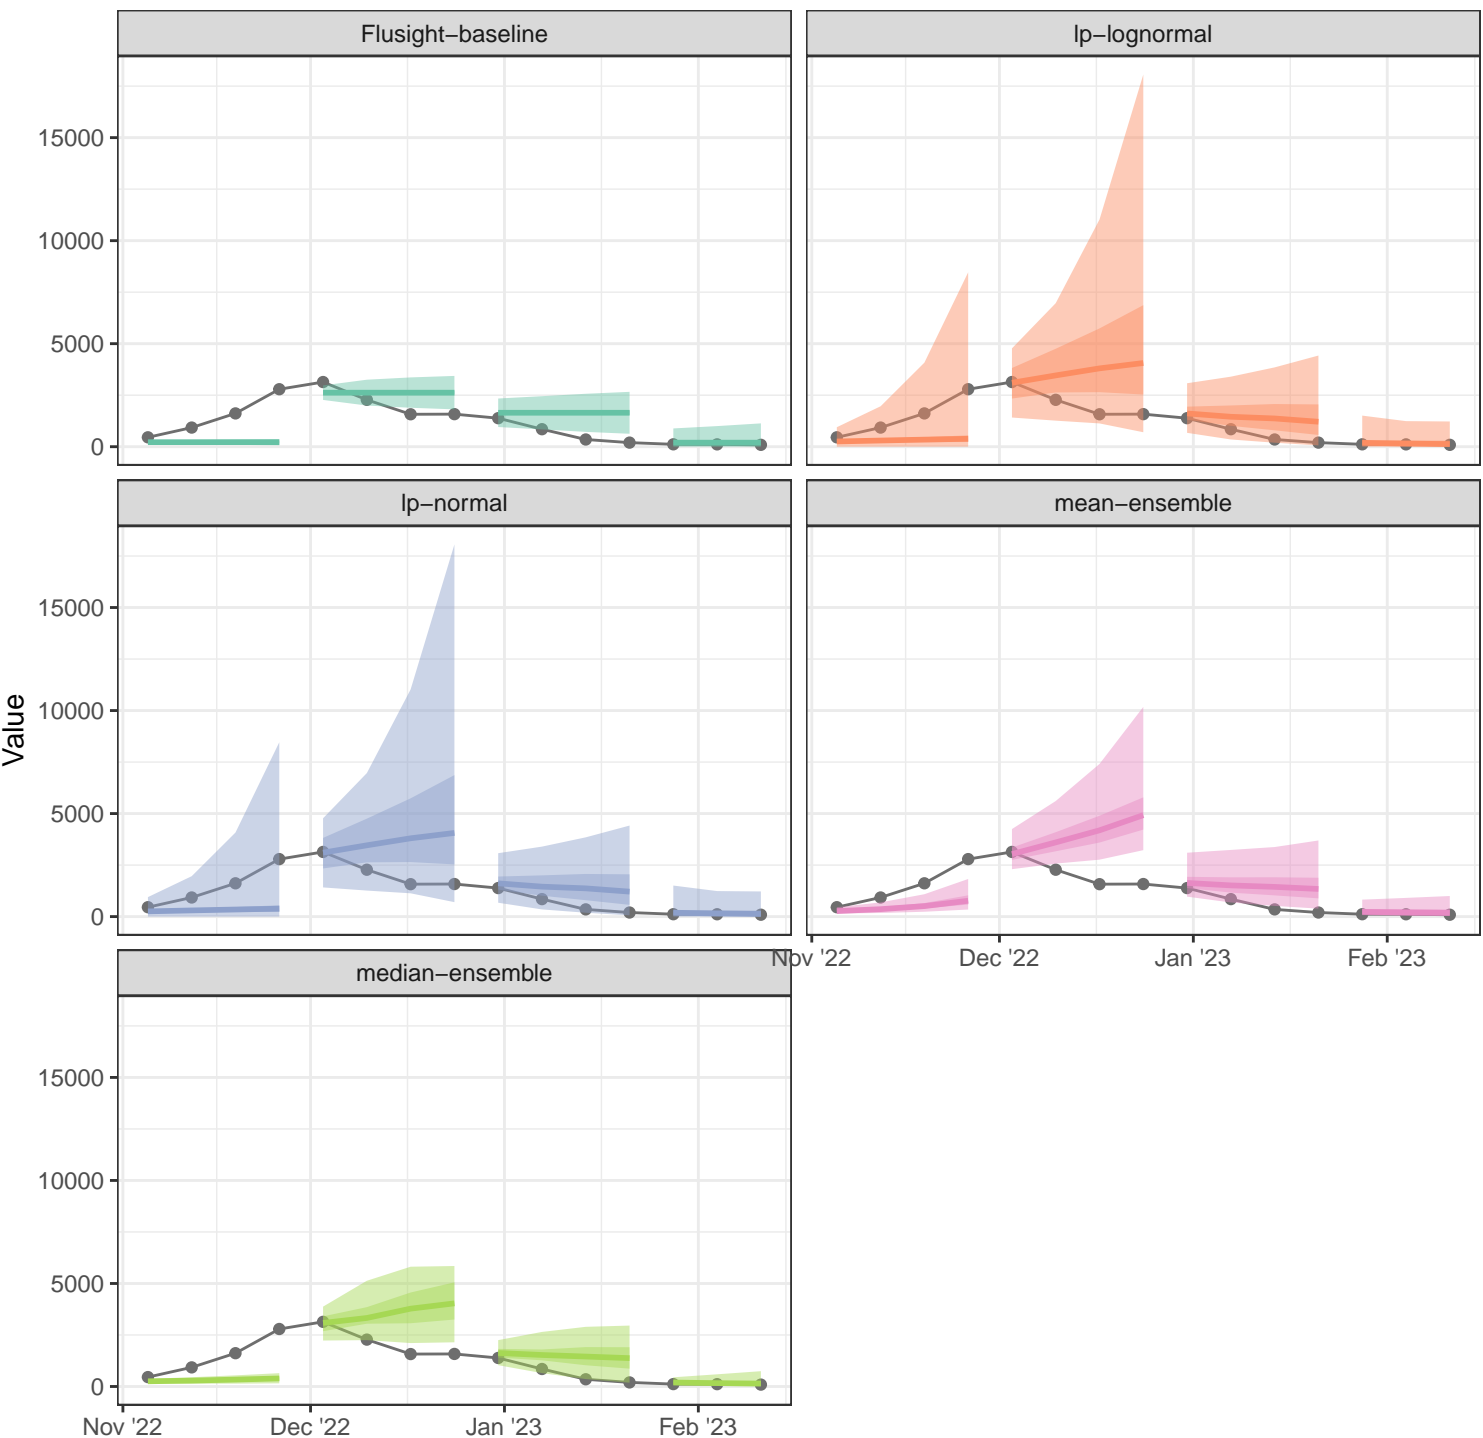 Flusight−baseline
lp−lognormal
15000
10000
5000
0
lp−normal
mean−ensemble
15000
10000
5000
0
Value
Nov '22
Dec '22
Jan '23
Feb '23
median−ensemble
15000
10000
5000
0
Nov '22
Dec '22
Jan '23
Feb '23